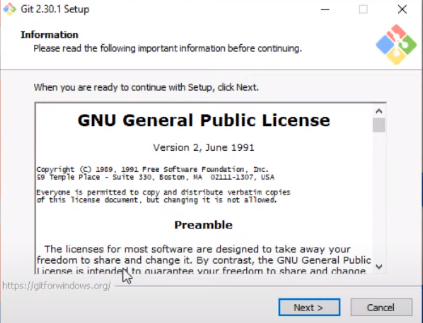 Git 2.30.1 Setup
Information
Please read the following important information before continuing.
When you are ready to continue with Setup, click Next.
GNU General Public License
Version 2, June 1991
Copyright (C) 1989, 1991 Free Software Foundation, Inc.
59 Temple Place - Suite 330, Boston, MA  02111-1307, USA
Everyone is permitted to copy and distribute verbatim copies
of this license document, but changing it is not allowed.
Preamble
The licenses for most software are designed to take away your
freedom to share and change it. By contrast, the GNU General Public
License is intended to guarantee your freedom to share and change
https://gitforwindows.org/
Next >
Cancel